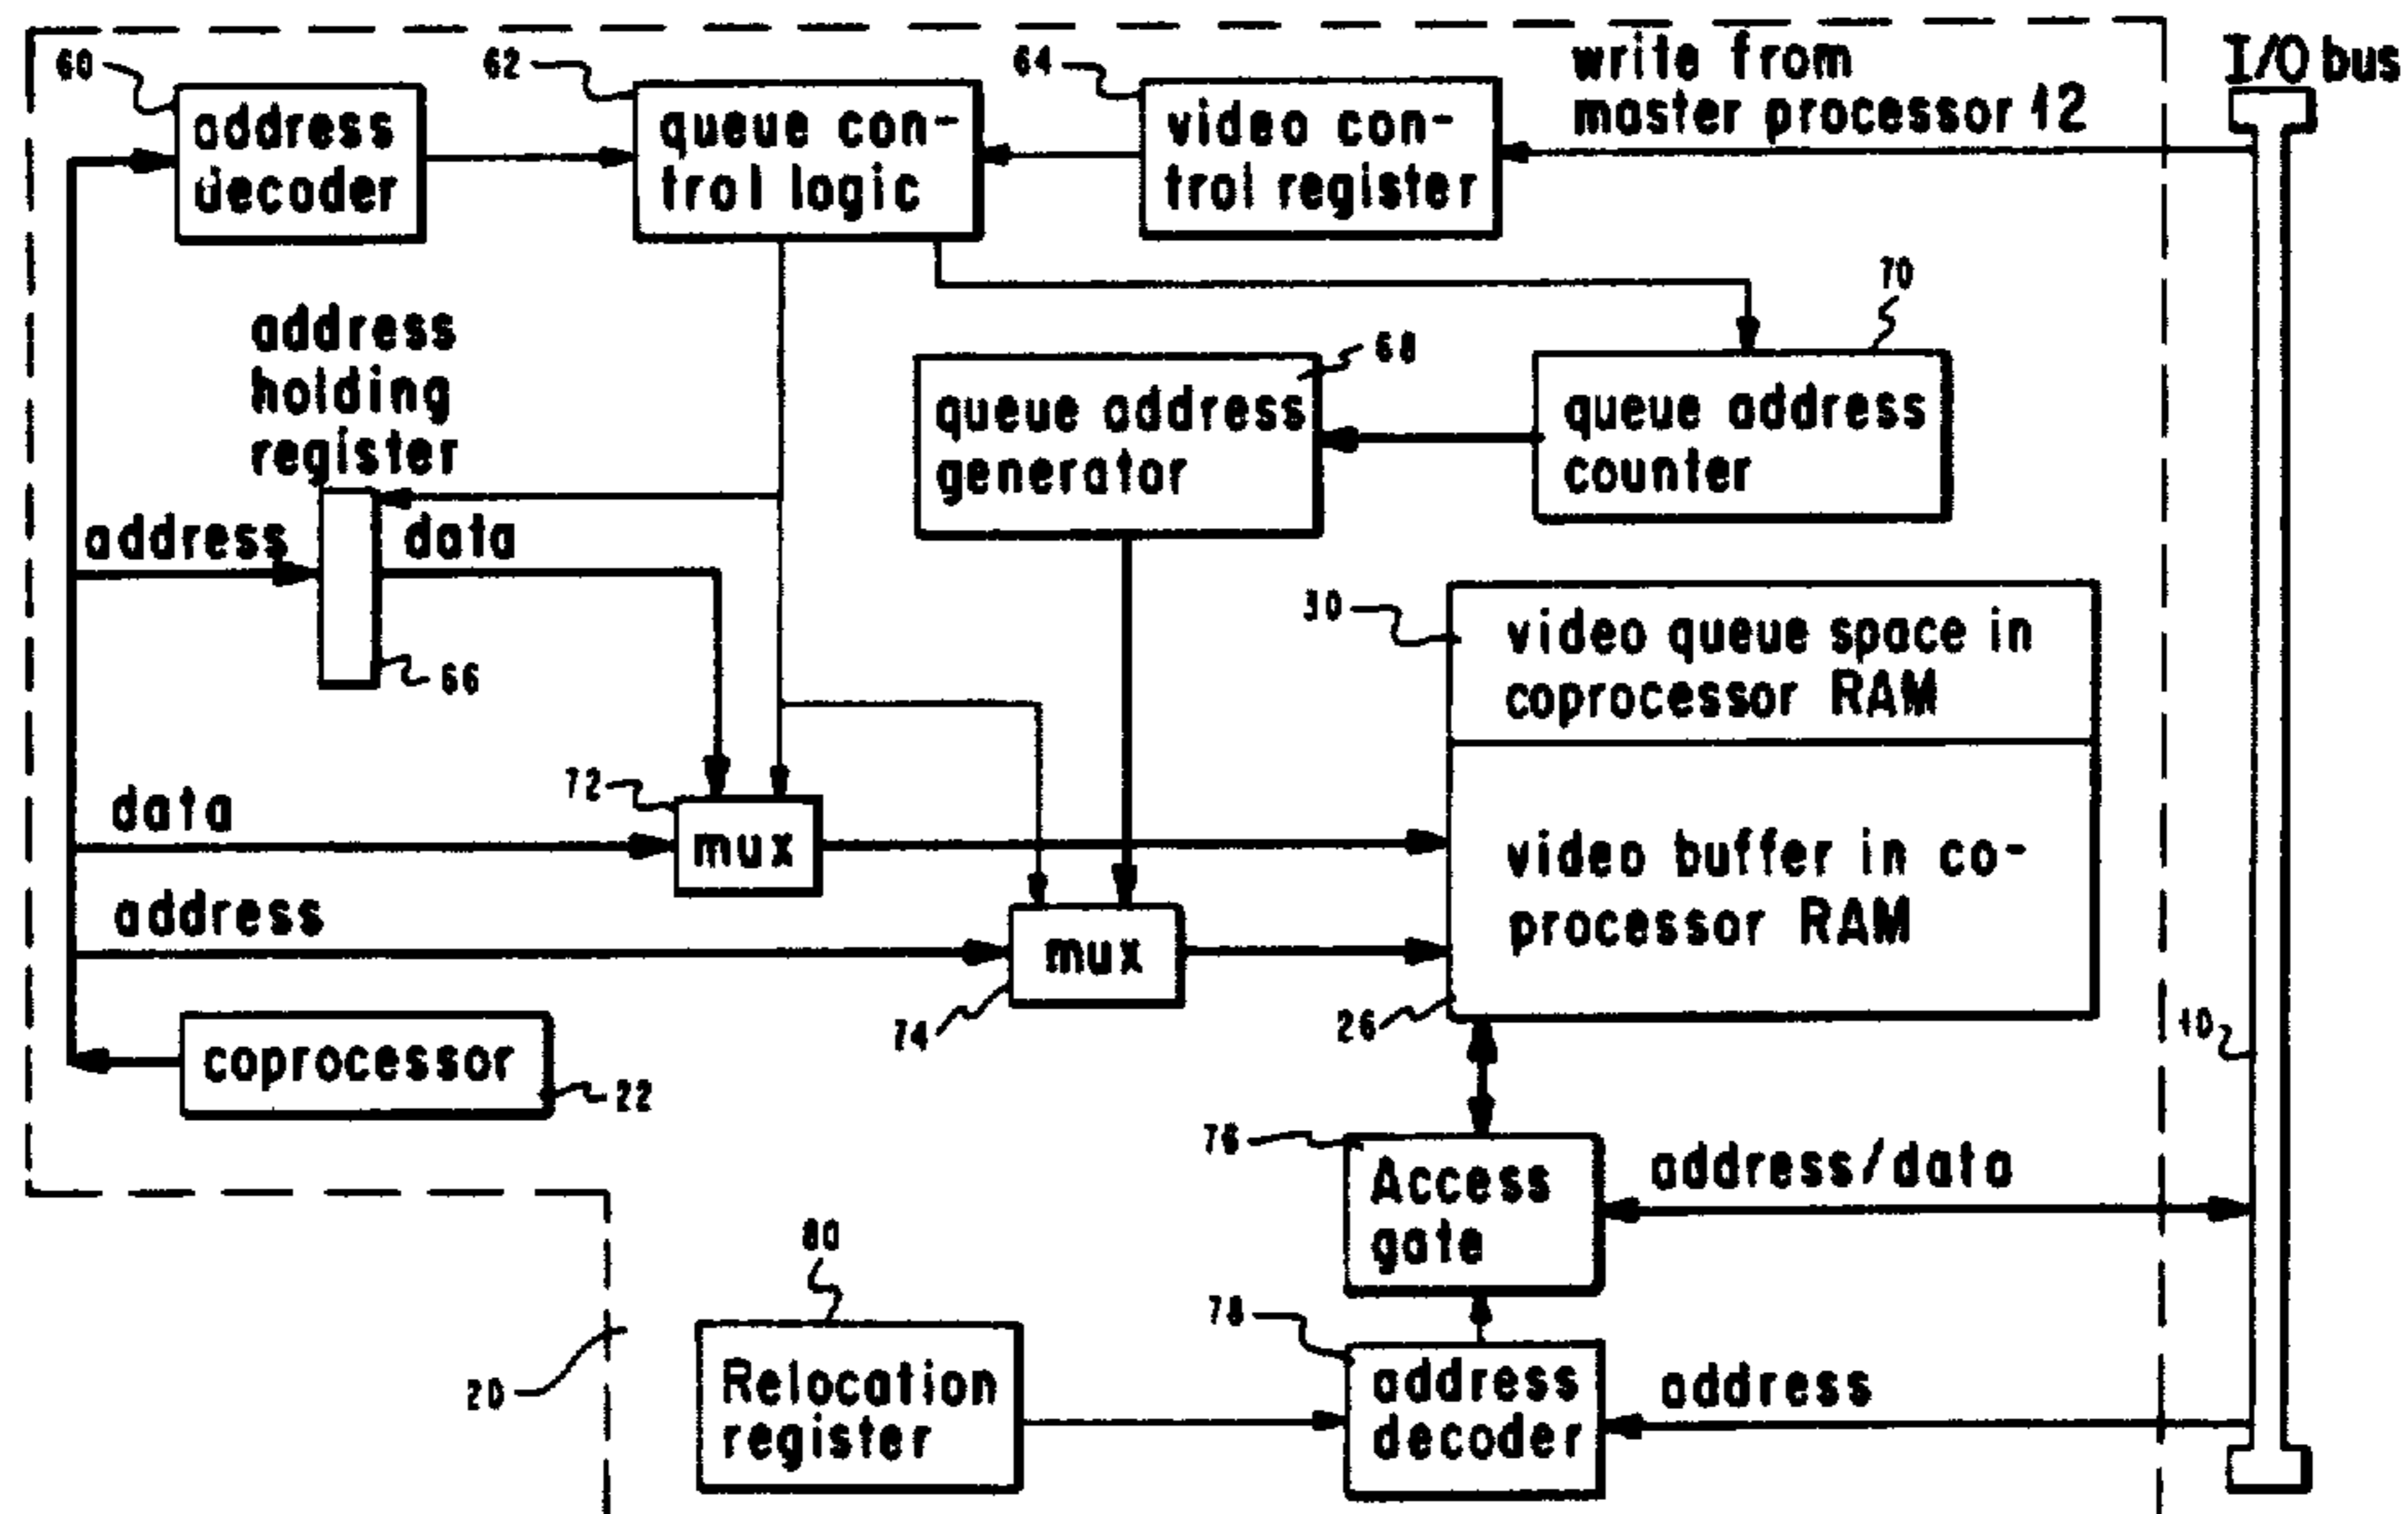 I/O bus
write from
master processor 12
60
address
decoder
62
queue con-
trol logic
64
video con-
trol register
address
holding
register
68
queue address
generator
70
queue address
counter
address
data
66
30
video queue space in
coprocessor RAM
video buffer in co-
processor RAM
26
72
mux
data
address
mux
74
coprocessor
22
40
76
Access
gate
address/data
80
Relocation
register
20
78
address
decoder
address